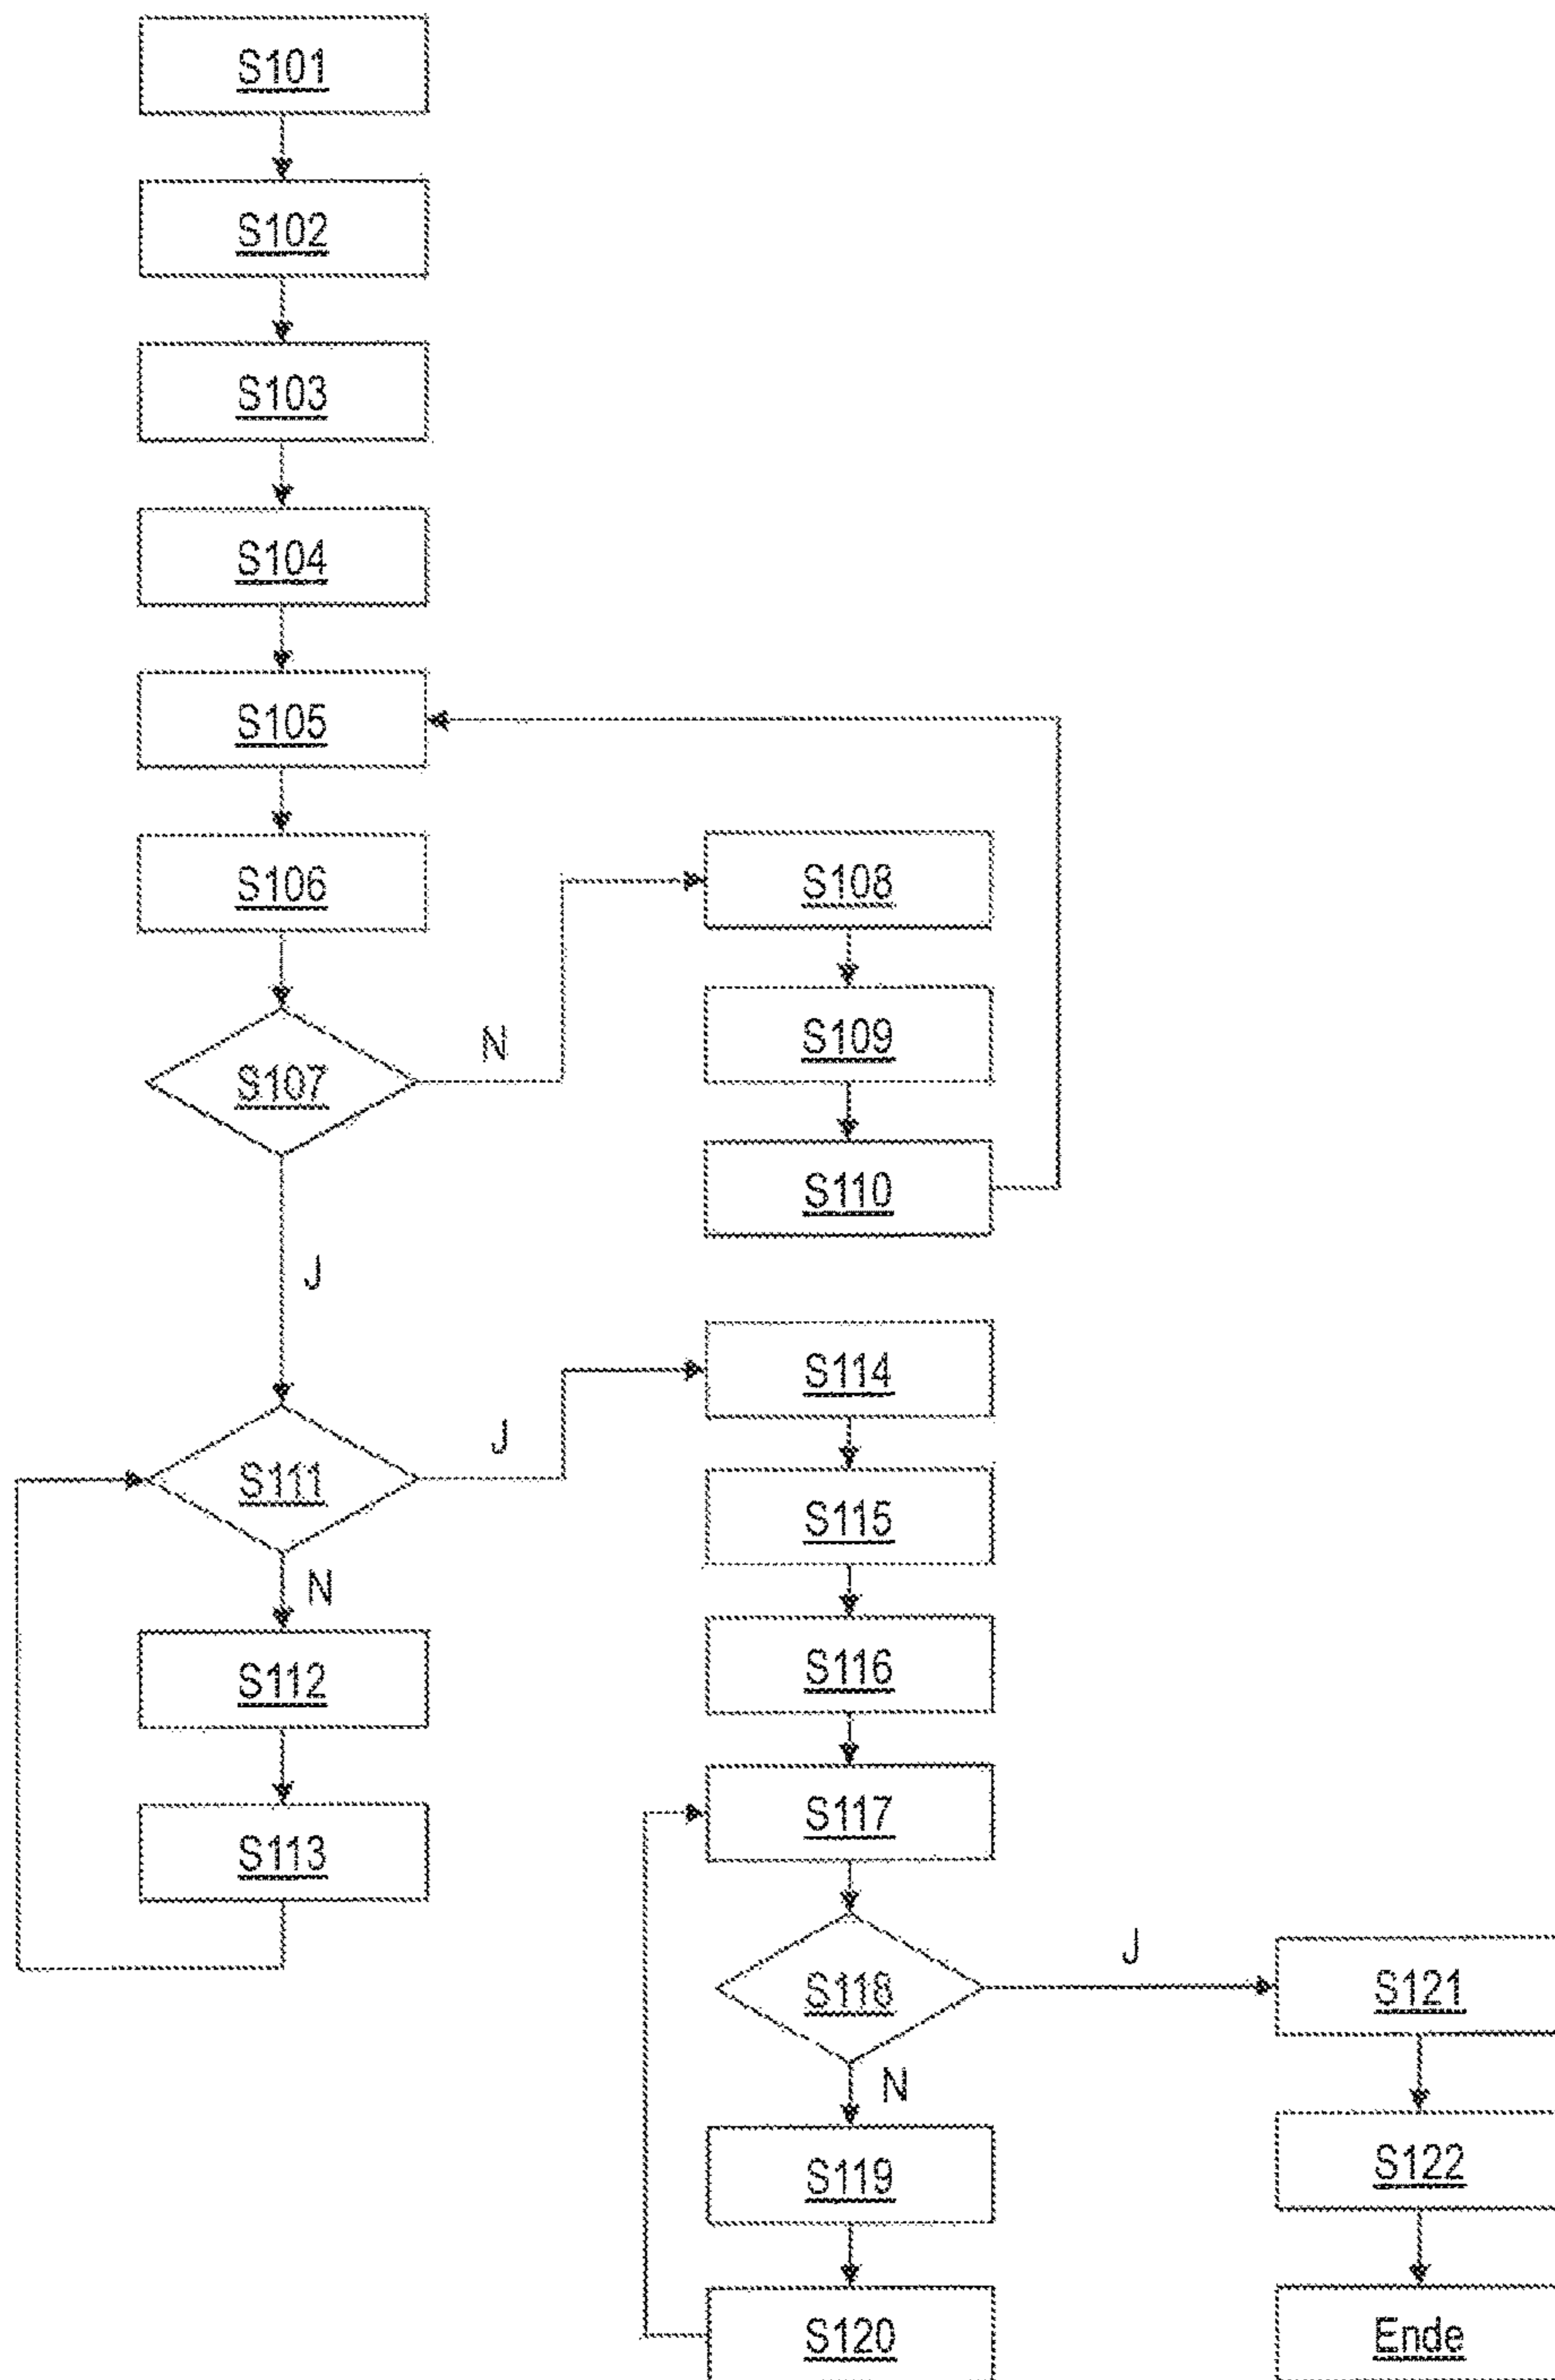 S101
S102
S103
S104
S105
S106
S108
S109
N
S107
S110
J
S114
J
S111
S115
N
S112
S116
S117
S113
J
S118
S121
N
S119
S122
S120
Ende